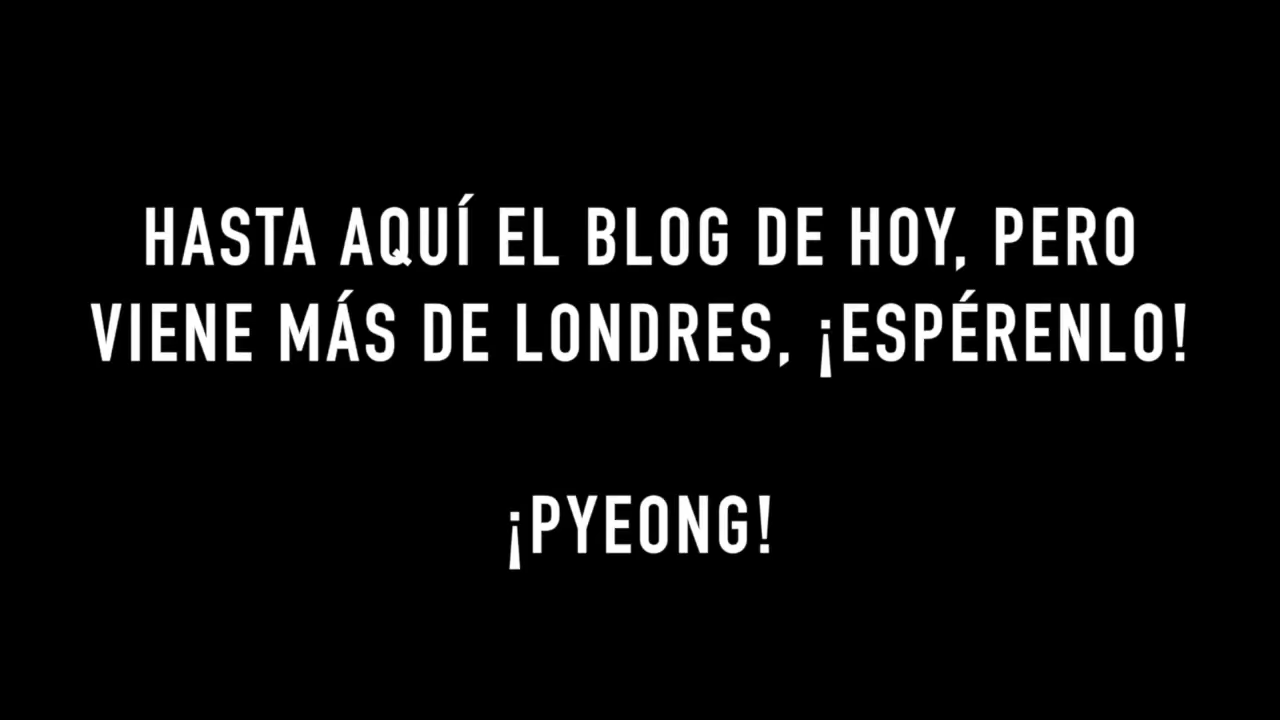 HASTA AQUÍ EL BLOG DE HOY, PERO
VIENE MÁS DE LONDRES, ¡ESPÉRENLO!
¡PYEONG!